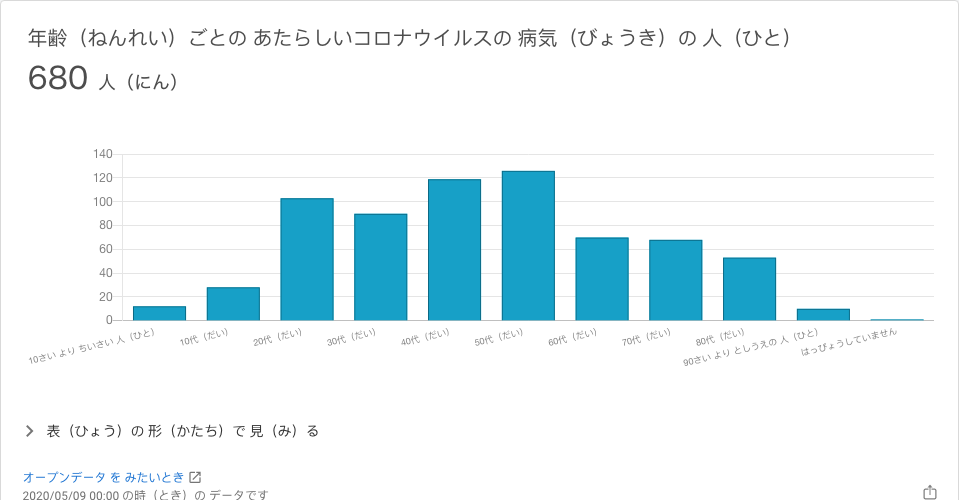 年齢（ねんれい）ごとの あたらしいコロナウイルスの 病気（びょうき）の 人（ひと）
680 人（にん）
140
120
100
80
60
40
20
0
10さい より ちいさい 人（ひと）
10代（だい）
20代（だい）
30代（だい）
40代（だい）
50代（だい）
60代（だい）
70代（だい）
80代（だい）
90さい より としうえの 人（ひと）
はっぴょうしていません
表（ひょう）の 形（かたち）で 見（み）る
オープンデータ を みたいとき
2020/05/09 00:00 の時（とき）の データです